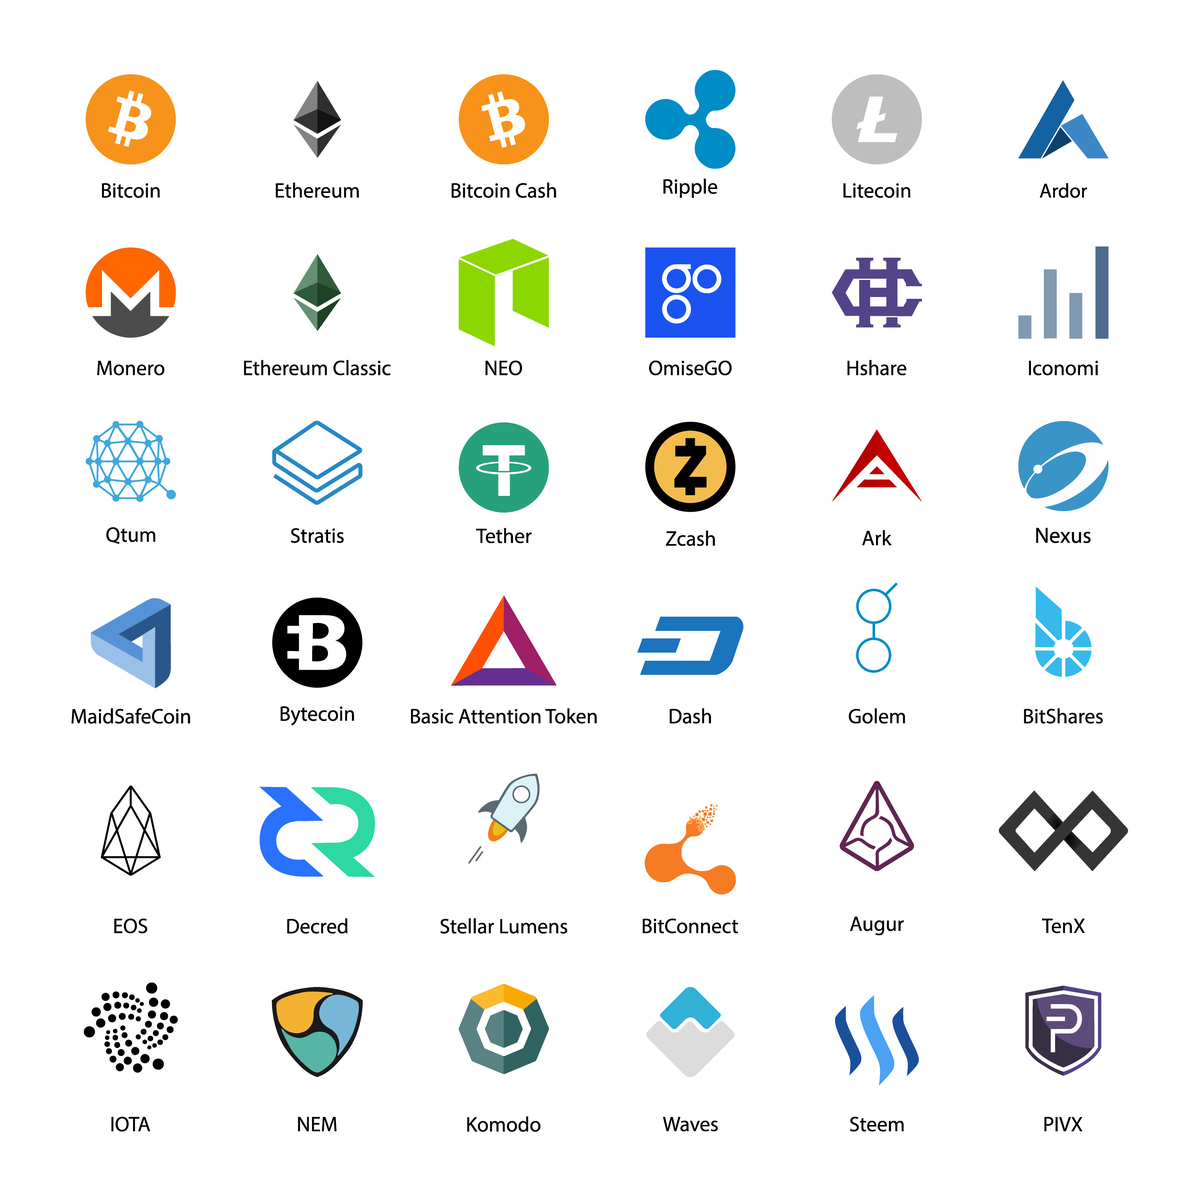 Bitcoin
Ethereum
Bitcoin Cash
Ripple
Litecoin
Ardor
Monero
Ethereum Classic
NEO
OmiseGO
Hshare
Iconomi
Qtum
Stratis
Tether
Zcash
Ark
Nexus
MaidSafeCoin
Bytecoin
Basic Attention Token
Dash
Golem
BitShares
EOS
Decred
Stellar Lumens
BitConnect
Augur
TenX
IOTA
NEM
Komodo
Waves
Steem
PIVX